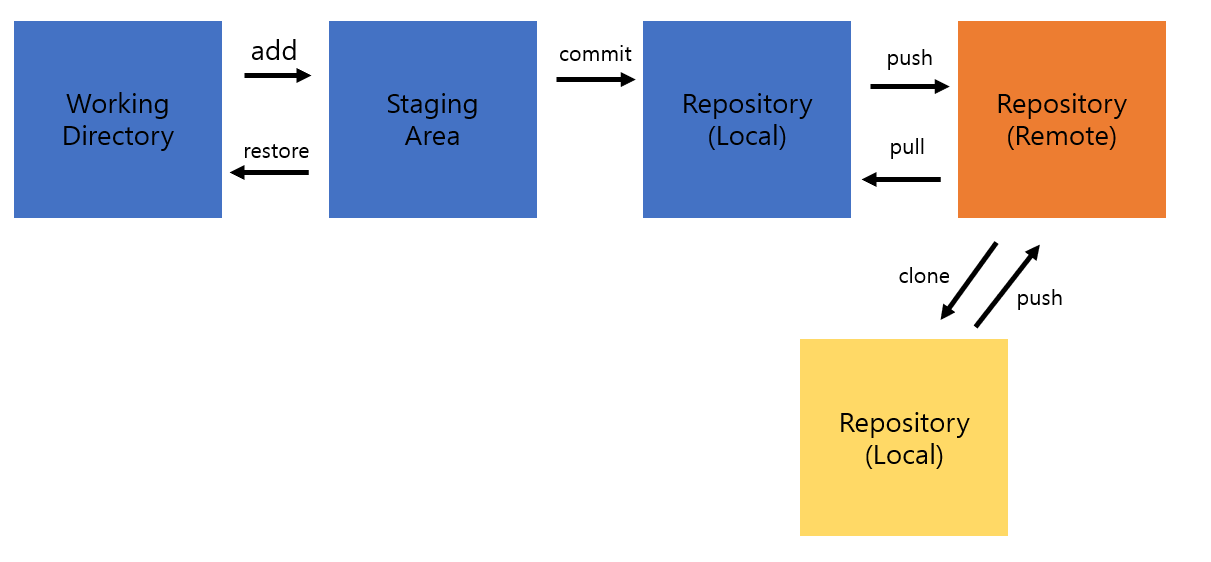 add
commit
push
Working
Directory
Staging
Area
Repository
(Local)
Repository
(Remote)
restore
pull
clone
push
Repository
(Local)